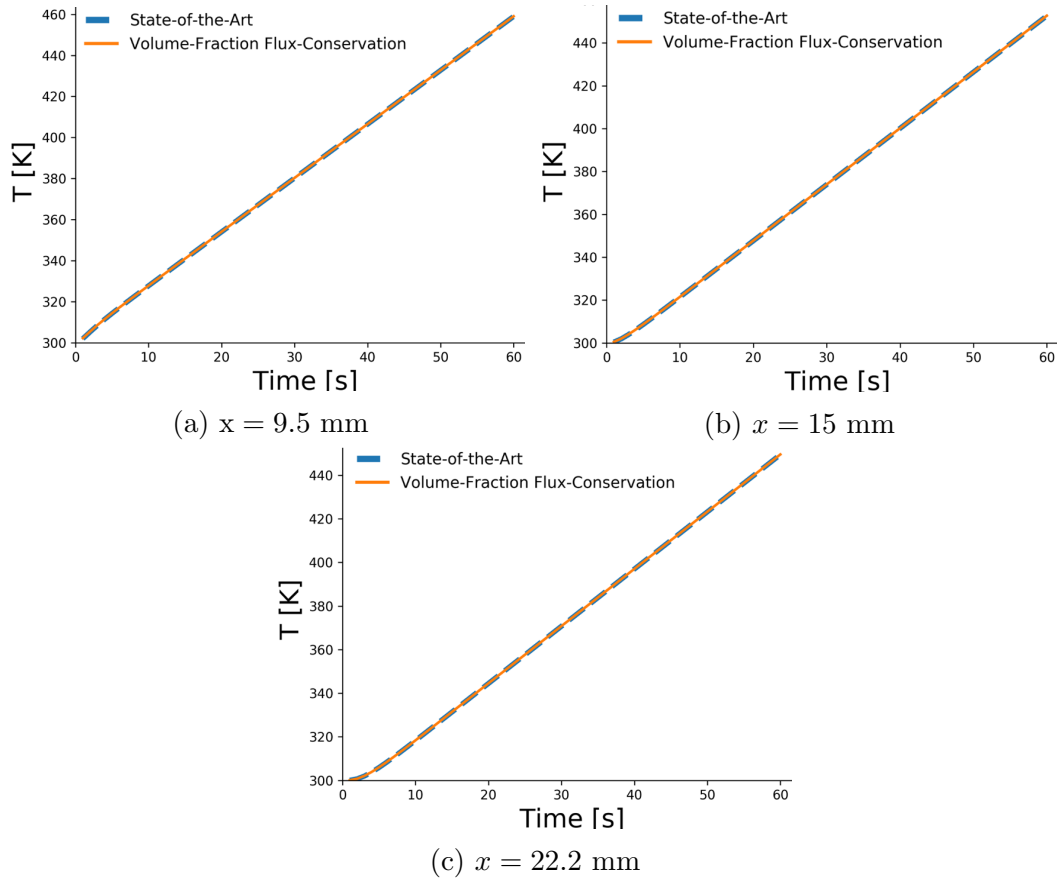 State-of-the-Art
Volume-Fraction Flux-Conservation
460
440
420
400
380
360
340
320
300
T [K]
0 10 20 30 40 50 60
Time [s]
(a) x = 9.5 mm
State-of-the-Art
Volume-Fraction Flux-Conservation
440
420
400
380
360
340
320
300
T [K]
0 10 20 30 40 50 60
Time [s]
(b) x = 15 mm
State-of-the-Art
Volume-Fraction Flux-Conservation
440
420
400
380
360
340
320
300
T [K]
0 10 20 30 40 50 60
Time [s]
(c) x = 22.2 mm